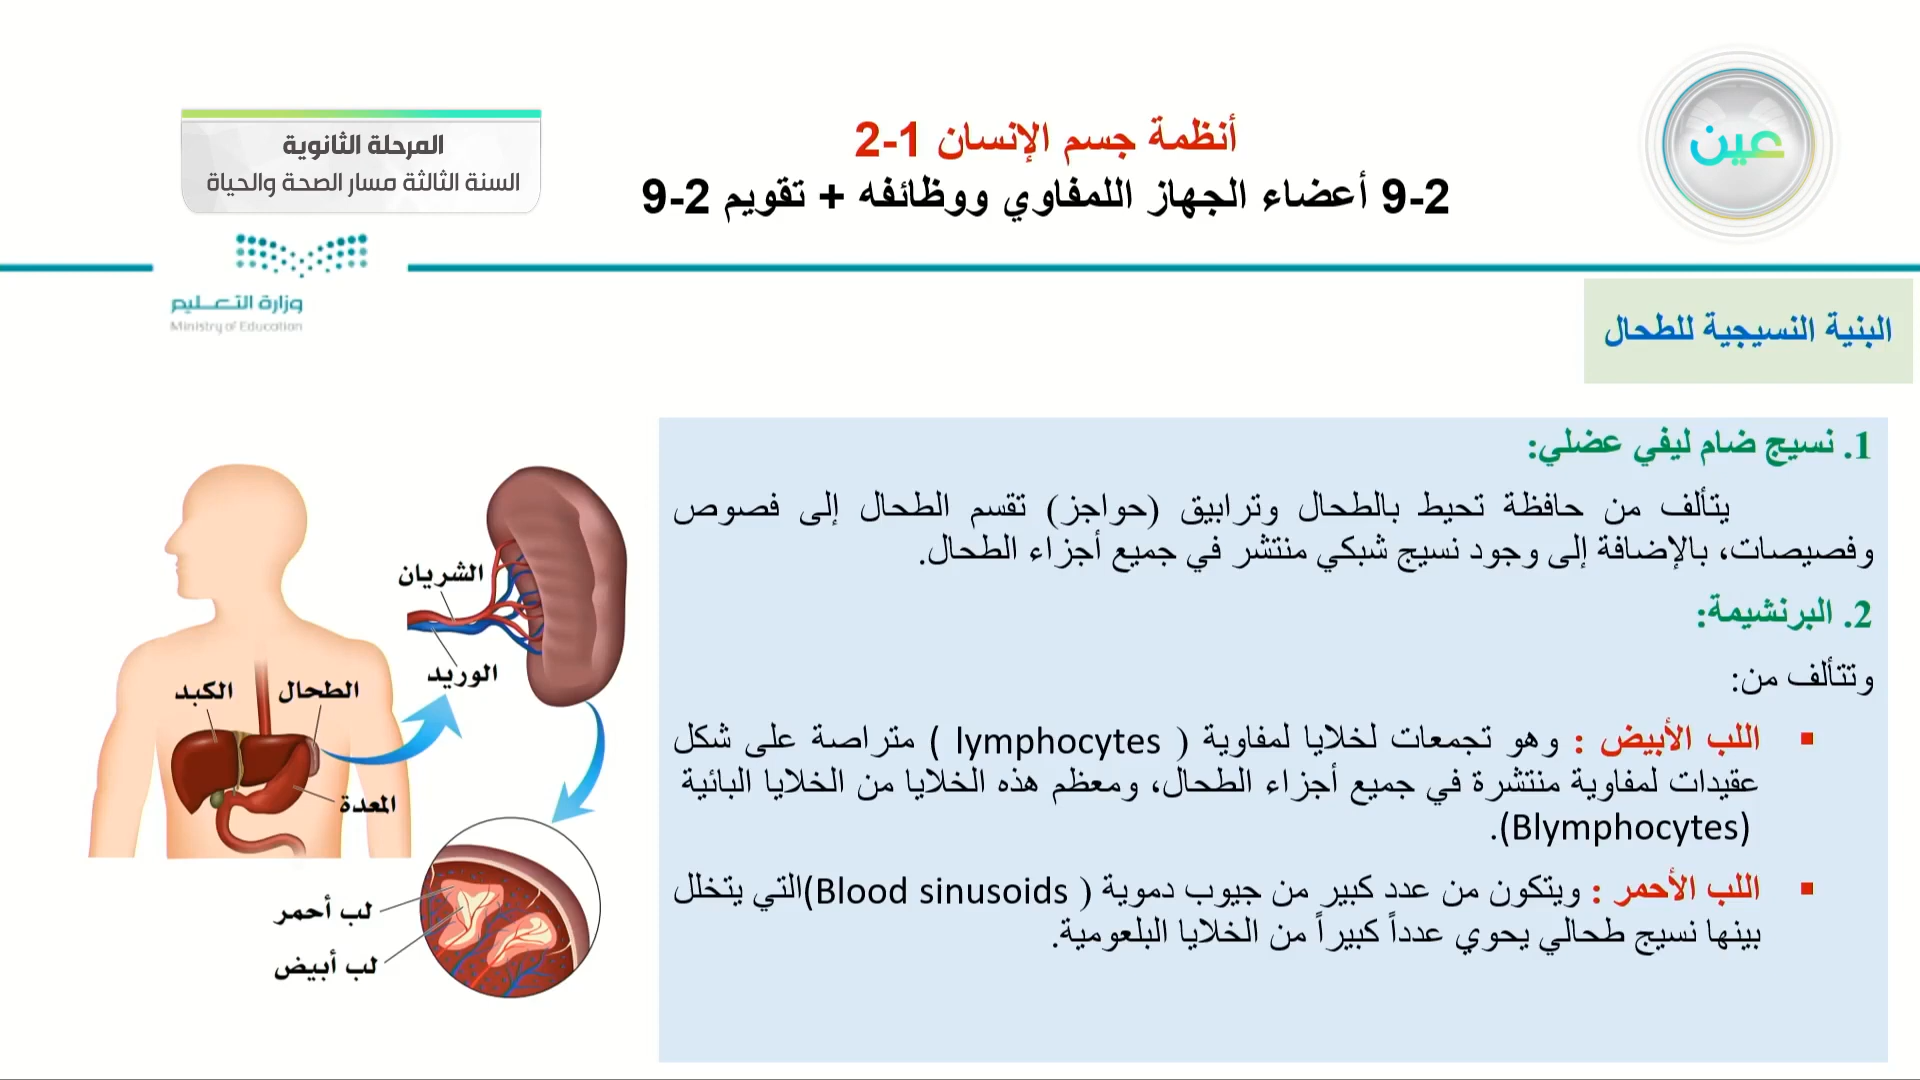 عين
أنظمة جسم الإنسان 1-2
9-2 أعضاء الجهاز اللمفاوي ووظائفه + تقويم 2-9
المرحلة الثانوية
السنة الثالثة مسار الصحة والحياة
وزارة التعليم
Ministry of Education
البنية النسيجية للطحال
1. نسيج ضام ليفي عضلي:
يتألف من حافظة تحيط بالطحال وترابيق (حواجز) تقسم الطحال إلى فصوص
وفصيصات، بالإضافة إلى وجود نسيج شبكي منتشر في جميع أجزاء الطحال.
2. البرنشيمة:
وتتألف من:
▪ اللب الأبيض : وهو تجمعات لخلايا لمفاوية ( lymphocytes ) متراصة على شكل
عقيدات لمفاوية منتشرة في جميع أجزاء الطحال، ومعظم هذه الخلايا من الخلايا البائية
(Blymphocytes).
▪ اللب الأحمر : ويتكون من عدد كبير من جيوب دموية ( Blood sinusoids)التي يتخلل
بينها نسيج طحالي يحوي عدداً كبيراً من الخلايا البلعومية.
الشريان
الوريد
الطحال
الكبد
المعدة
لب أحمر
لب أبيض